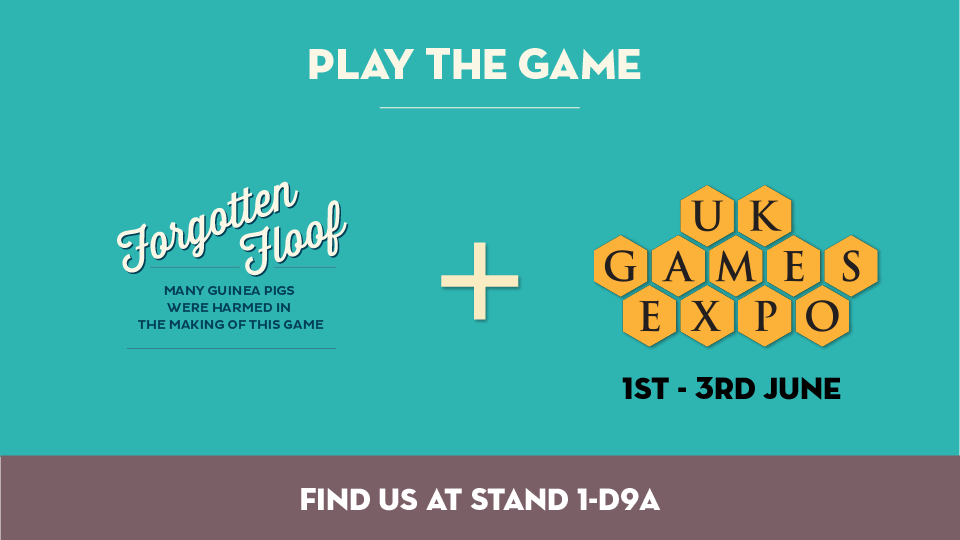 PLAY THE GAME
Forgotten
Floof
MANY GUINEA PIGS
WERE HARMED IN
THE MAKING OF THIS GAME
+
UK
GAMES
EXPO
1ST - 3RD JUNE
FIND US AT STAND 1-D9A